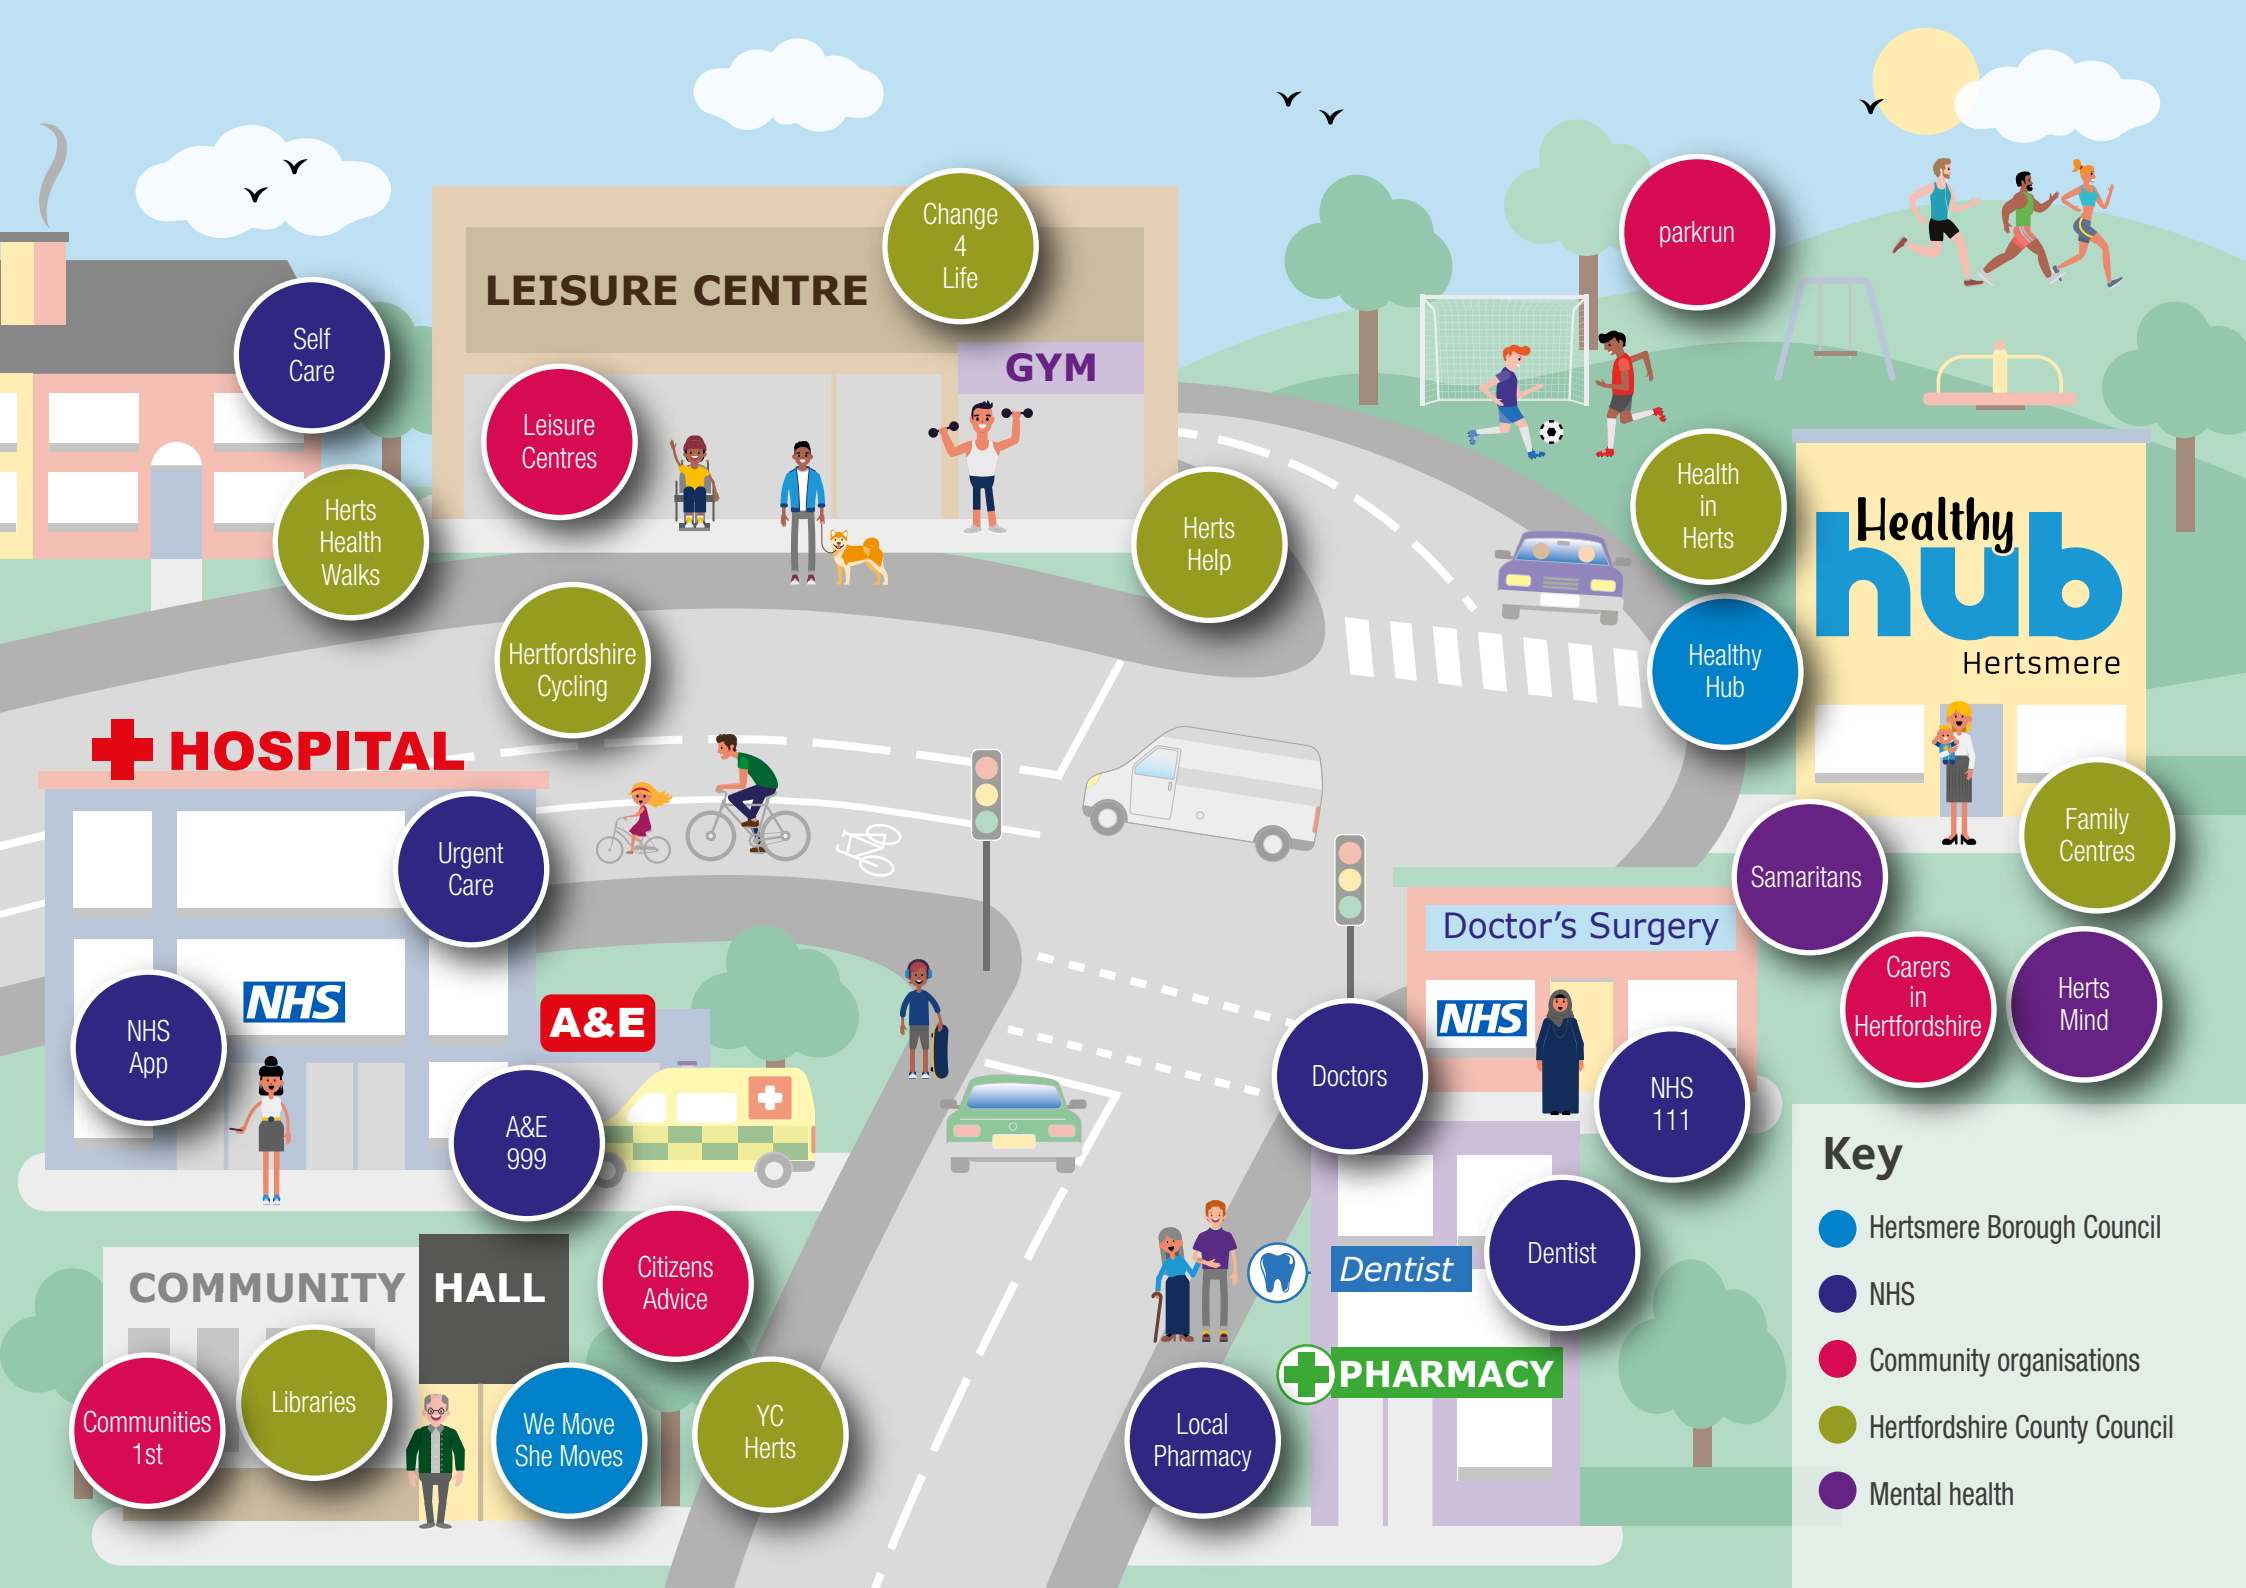 Change
4
Life
parkrun
LEISURE CENTRE
Self
Care
GYM
Leisure
Centres
Health
in
Herts
Healthy
hub
Hertsmere
Herts
Health
Walks
Herts
Help
Hertfordshire
Cycling
Healthy
Hub
HOSPITAL
Urgent
Care
Family
Centres
Samaritans
Doctor's Surgery
Carers
in
Hertfordshire
Herts
Mind
NHS
NHS
App
A&E
NHS
Doctors
NHS
111
A&E
999
Key
Hertsmere Borough Council
NHS
Community organisations
Hertfordshire County Council
Mental health
Citizens
Advice
Dentist
Dentist
COMMUNITY HALL
PHARMACY
Communities
1st
Libraries
We Move
She Moves
YC
Herts
Local
Pharmacy